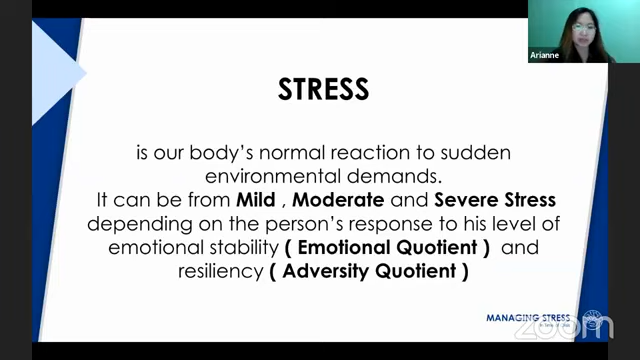 Arianne
STRESS
is our body's normal reaction to sudden
environmental demands.
It can be from Mild , Moderate and Severe Stress
depending on the person's response to his level of
emotional stability ( Emotional Quotient ) and
resiliency ( Adversity Quotient )
MANAGING STRESS
zoom